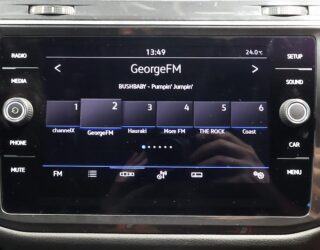 13:49 24.0°C
RADIO SETUP
< GeorgeFM >
MEDIA SOUND
BUSHBABY - Pumpin' Jumpin'
1 2 3 4 5 6
channelX GeorgeFM Hauraki More FM THE ROCK Coast
PHONE CAR
MUTE FM MENU